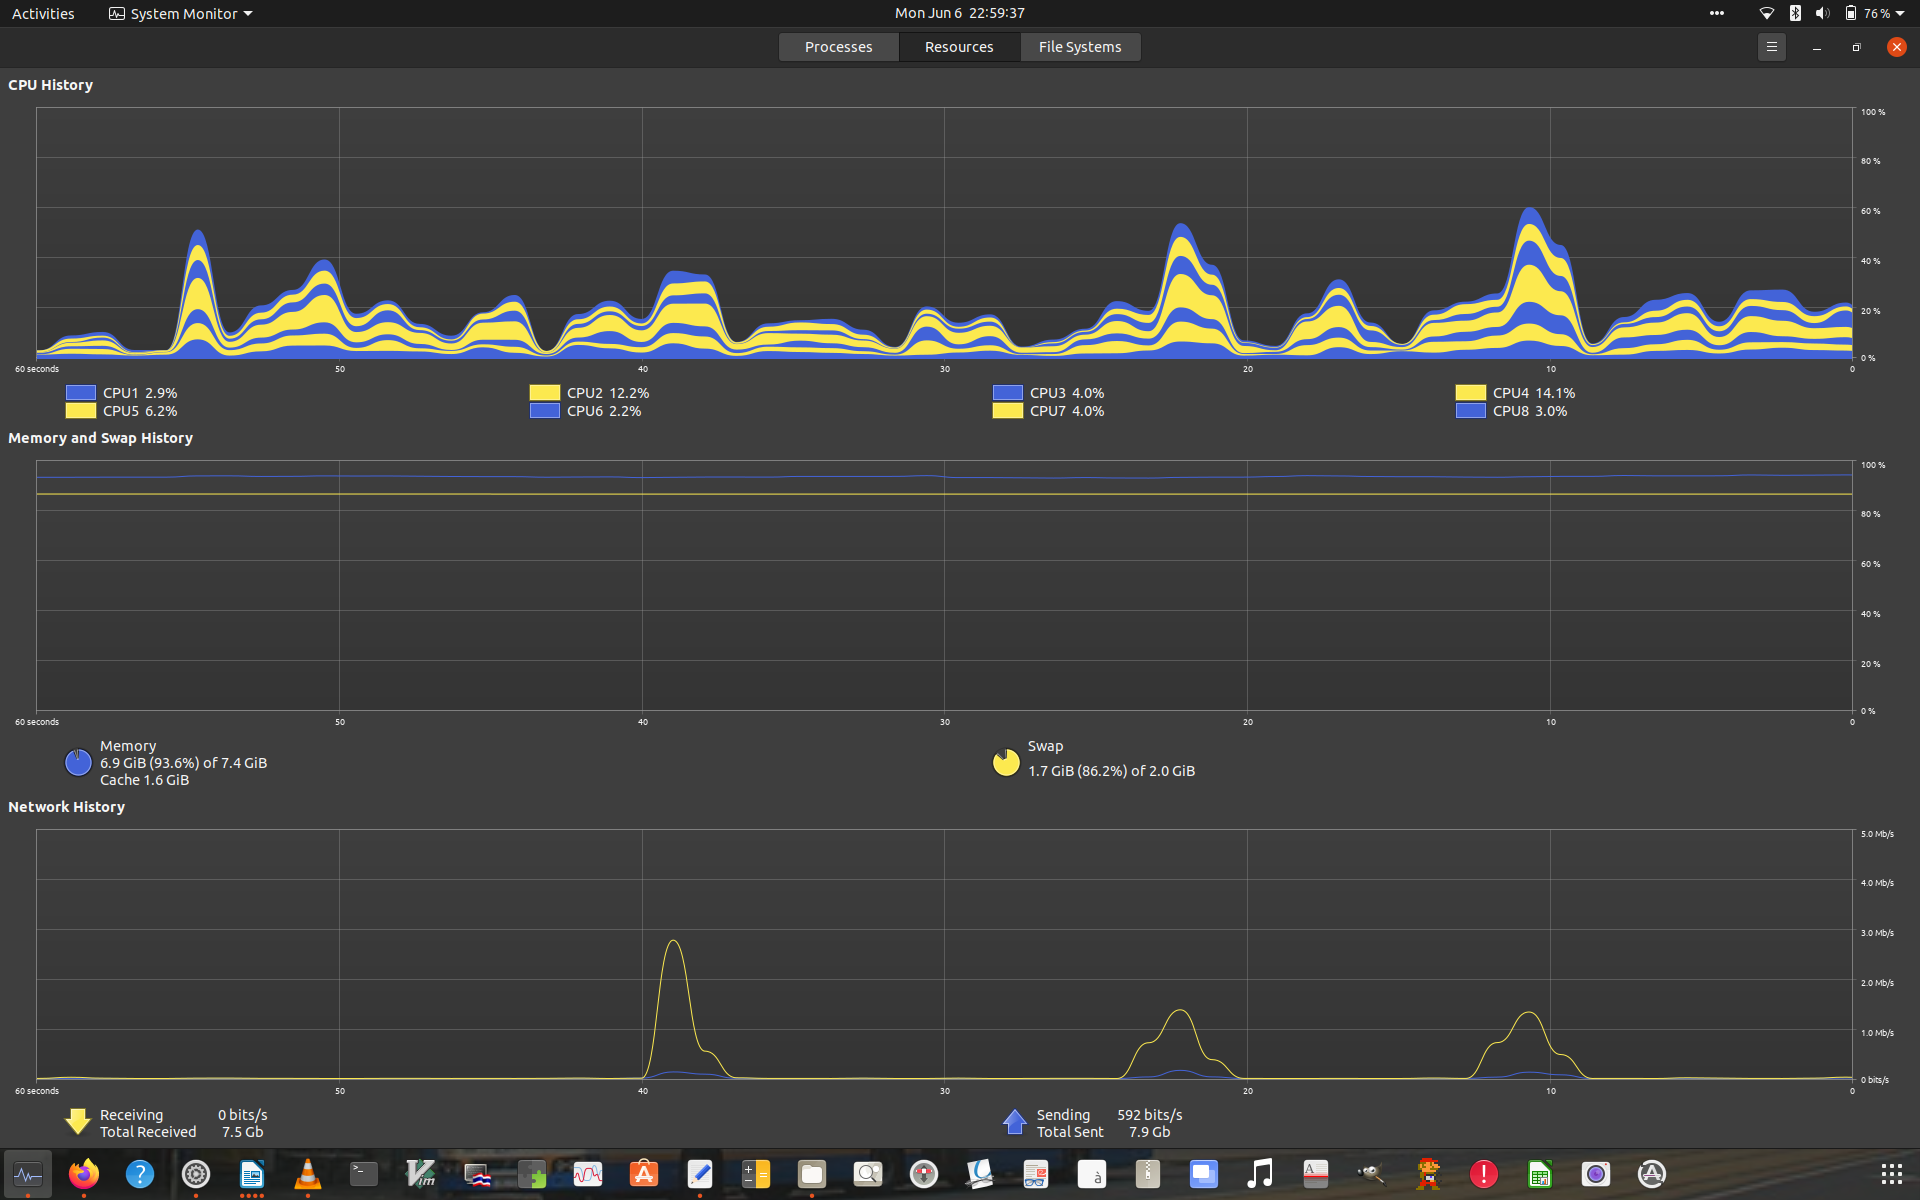 Activities System Monitor Mon Jun 6 22:59:37 76 %
Processes Resources File Systems
CPU History
100 %
80 %
60 %
40 %
20 %
0 %
60 seconds 50 40 30 20 10 0
CPU1 2.9% CPU2 12.2% CPU3 4.0% CPU4 14.1%
CPU5 6.2% CPU6 2.2% CPU7 4.0% CPU8 3.0%
Memory and Swap History
100 %
80 %
60 %
40 %
20 %
0 %
60 seconds 50 40 30 20 10 0
Memory
6.9 GiB (93.6%) of 7.4 GiB
Cache 1.6 GiB
Swap
1.7 GiB (86.2%) of 2.0 GiB
Network History
5.0 Mb/s
4.0 Mb/s
3.0 Mb/s
2.0 Mb/s
1.0 Mb/s
0 bits/s
60 seconds 50 40 30 20 10 0
Receiving 0 bits/s
Total Received 7.5 Gb
Sending 592 bits/s
Total Sent 7.9 Gb